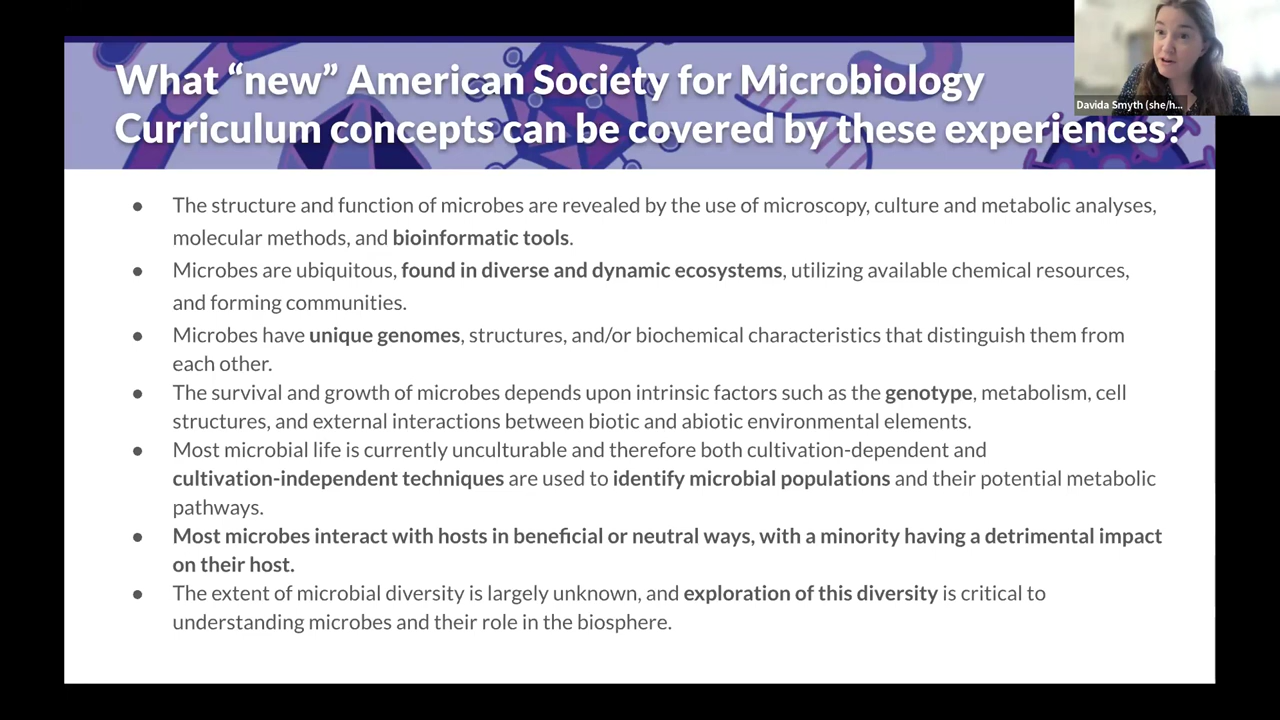 What “new” American Society for Microbiology
Curriculum concepts can be covered by these experiences?
Davida Smyth (she/h...
● The structure and function of microbes are revealed by the use of microscopy, culture and metabolic analyses,
molecular methods, and bioinformatic tools.
● Microbes are ubiquitous, found in diverse and dynamic ecosystems, utilizing available chemical resources,
and forming communities.
● Microbes have unique genomes, structures, and/or biochemical characteristics that distinguish them from
each other.
● The survival and growth of microbes depends upon intrinsic factors such as the genotype, metabolism, cell
structures, and external interactions between biotic and abiotic environmental elements.
● Most microbial life is currently unculturable and therefore both cultivation-dependent and
cultivation-independent techniques are used to identify microbial populations and their potential metabolic
pathways.
● Most microbes interact with hosts in beneficial or neutral ways, with a minority having a detrimental impact
on their host.
● The extent of microbial diversity is largely unknown, and exploration of this diversity is critical to
understanding microbes and their role in the biosphere.